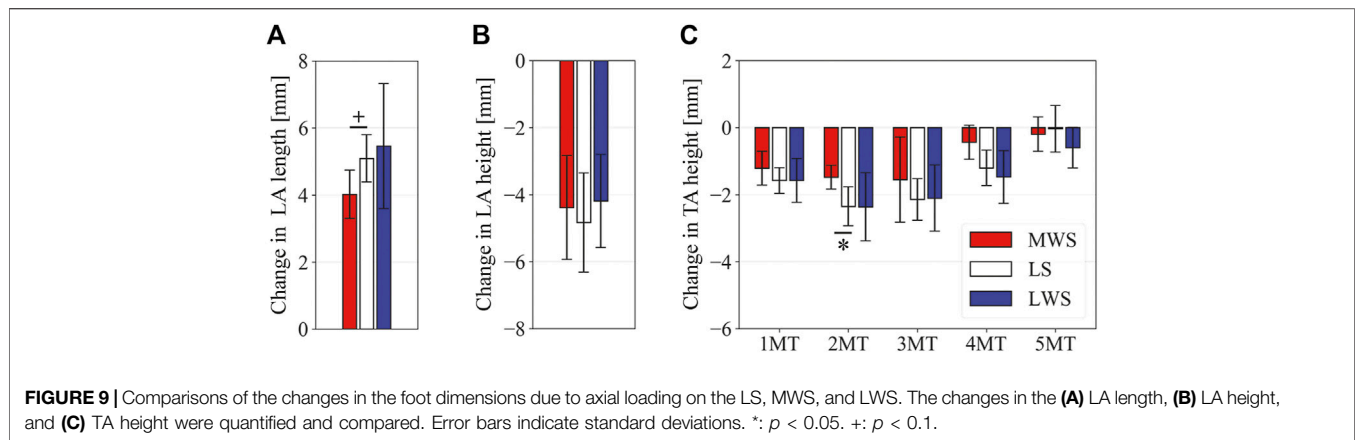 A
Change in LA length [mm]
8
6
4
2
0
+
B
Change in LA height [mm]
0
−2
−4
−6
−8
C
Change in TA height [mm]
2
0
−2
−4
−6
*
MWS
LS
LWS
1MT 2MT 3MT 4MT 5MT
FIGURE 9 | Comparisons of the changes in the foot dimensions due to axial loading on the LS, MWS, and LWS. The changes in the (A) LA length, (B) LA height,
and (C) TA height were quantified and compared. Error bars indicate standard deviations. *: p < 0.05. +: p < 0.1.